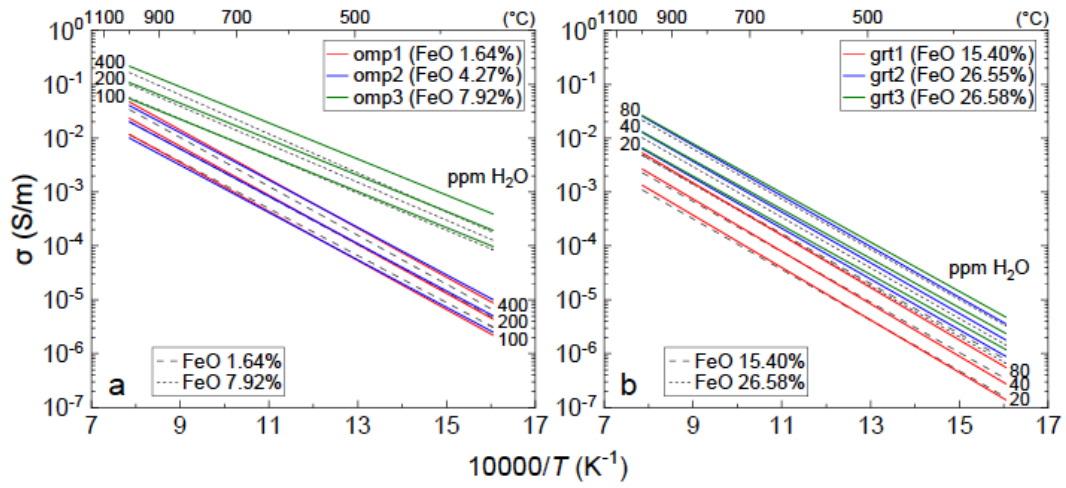 1100 900 700 500 (°C)
1100 900 700 500 (°C)
10⁰
10⁻¹
10⁻²
10⁻³
10⁻⁴
10⁻⁵
10⁻⁶
10⁻⁷
σ (S/m)
omp1 (FeO 1.64%)
omp2 (FeO 4.27%)
omp3 (FeO 7.92%)
400
200
100
ppm H₂O
400
200
100
FeO 1.64%
FeO 7.92%
a
7 9 11 13 15 17
10⁰
10⁻¹
10⁻²
10⁻³
10⁻⁴
10⁻⁵
10⁻⁶
10⁻⁷
grt1 (FeO 15.40%)
grt2 (FeO 26.55%)
grt3 (FeO 26.58%)
80
40
20
ppm H₂O
80
40
20
FeO 15.40%
FeO 26.58%
b
7 9 11 13 15 17
10000/T (K⁻¹)